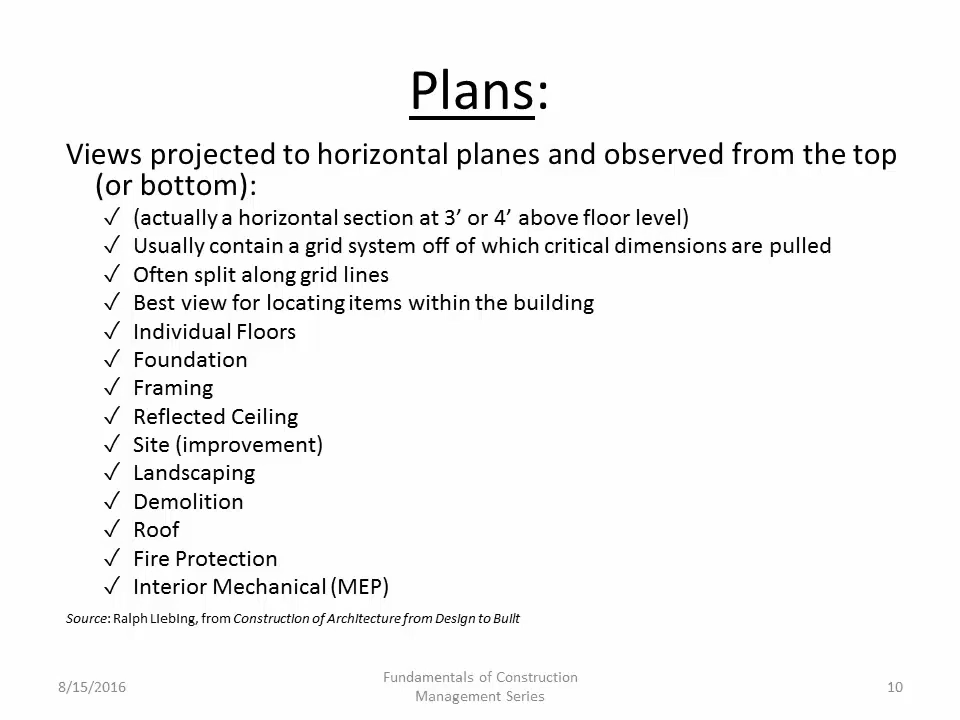 Plans:
Views projected to horizontal planes and observed from the top
(or bottom):
✓ (actually a horizontal section at 3’ or 4’ above floor level)
✓ Usually contain a grid system off of which critical dimensions are pulled
✓ Often split along grid lines
✓ Best view for locating items within the building
✓ Individual Floors
✓ Foundation
✓ Framing
✓ Reflected Ceiling
✓ Site (improvement)
✓ Landscaping
✓ Demolition
✓ Roof
✓ Fire Protection
✓ Interior Mechanical (MEP)
Source: Ralph Liebing, from Construction of Architecture from Design to Built
8/15/2016
Fundamentals of Construction
Management Series
10